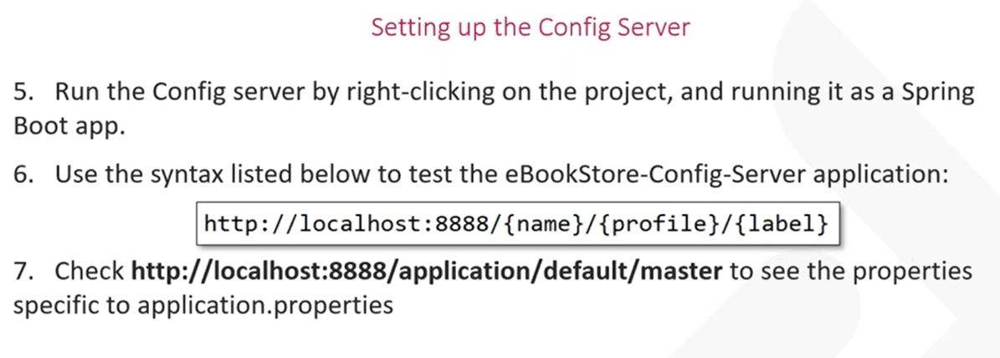 Setting up the Config Server
5. Run the Config server by right-clicking on the project, and running it as a Spring
Boot app.
6. Use the syntax listed below to test the eBookStore-Config-Server application:
http://localhost:8888/{name}/{profile}/{label}
7. Check http://localhost:8888/application/default/master to see the properties
specific to application.properties